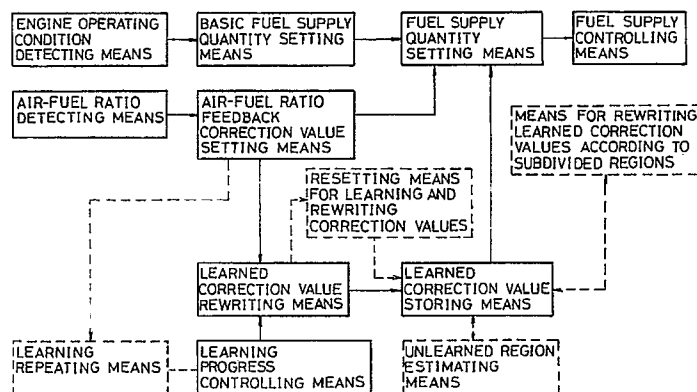 ENGINE OPERATING
CONDITION
DETECTING MEANS
BASIC FUEL SUPPLY
QUANTITY SETTING
MEANS
FUEL SUPPLY
QUANTITY
SETTING MEANS
FUEL SUPPLY
CONTROLLING
MEANS
AIR-FUEL RATIO
DETECTING MEANS
AIR-FUEL RATIO
FEEDBACK
CORRECTION VALUE
SETTING MEANS
MEANS FOR REWRITING
LEARNED CORRECTION
VALUES ACCORDING TO
SUBDIVIDED REGIONS
RESETTING MEANS
FOR LEARNING AND
REWRITING
CORRECTION VALUES
LEARNED
CORRECTION VALUE
REWRITING MEANS
LEARNED
CORRECTION VALUE
STORING MEANS
LEARNING
REPEATING MEANS
LEARNING
PROGRESS
CONTROLLING MEANS
UNLEARNED REGION
ESTIMATING
MEANS